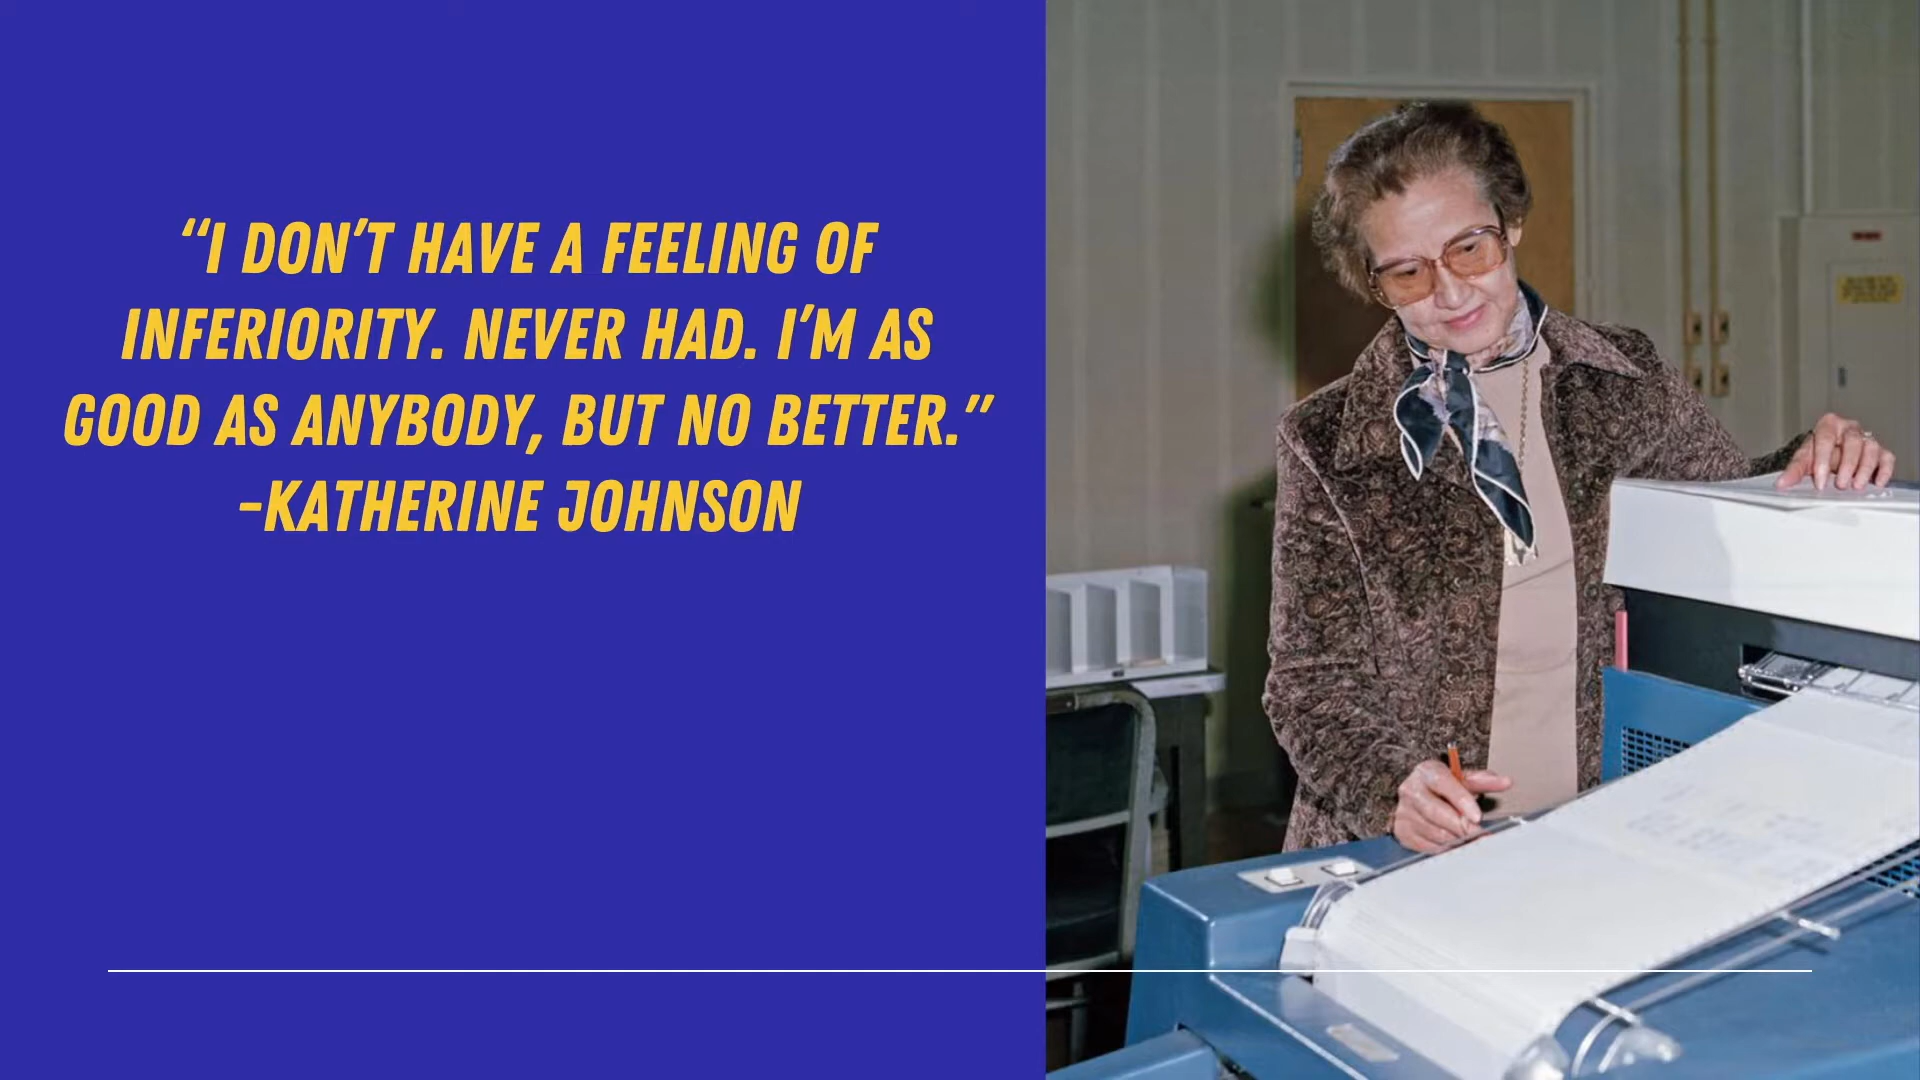 “I DON’T HAVE A FEELING OF
INFERIORITY. NEVER HAD. I’M AS
GOOD AS ANYBODY, BUT NO BETTER.”
-KATHERINE JOHNSON